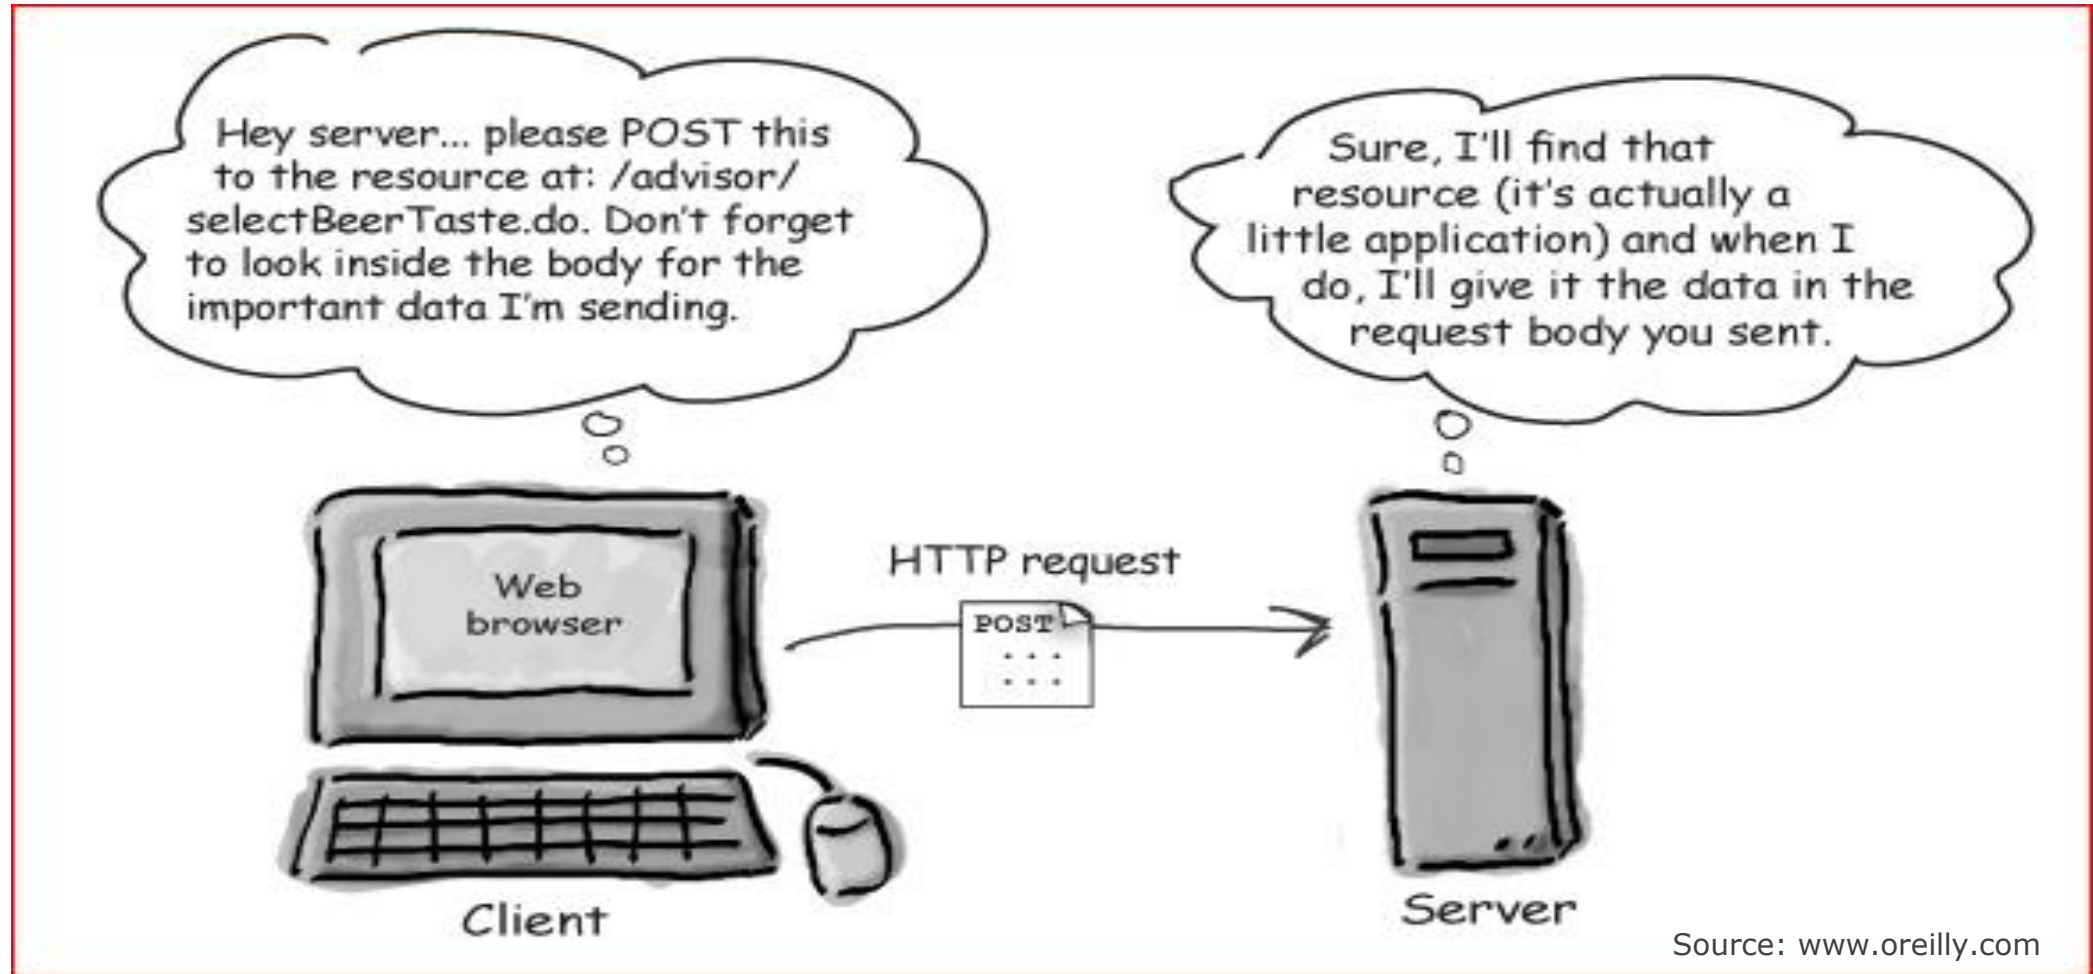 Hey server... please POST this
to the resource at: /advisor/
selectBeerTaste.do. Don't forget
to look inside the body for the
important data I'm sending.
Sure, I'll find that
resource (it's actually a
little application) and when I
do, I'll give it the data in the
request body you sent.
HTTP request
POST
Web
browser
Client
Server
Source: www.oreilly.com